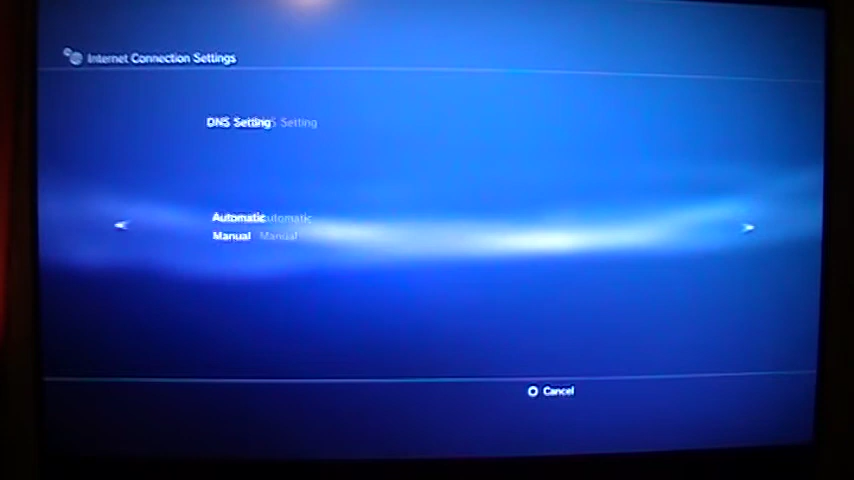 Internet Connection Settings
DNS Setting
Automatic
Manual
Cancel